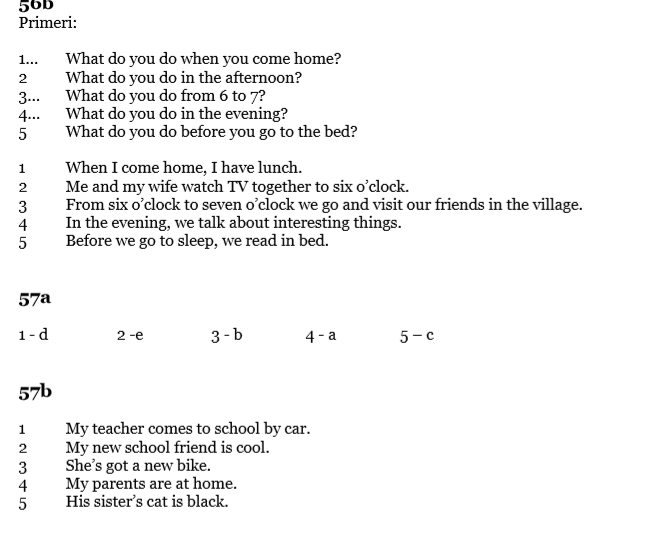 56b
Primeri:
1... What do you do when you come home?
2 What do you do in the afternoon?
3... What do you do from 6 to 7?
4... What do you do in the evening?
5 What do you do before you go to the bed?
1 When I come home, I have lunch.
2 Me and my wife watch TV together to six o’clock.
3 From six o’clock to seven o’clock we go and visit our friends in the village.
4 In the evening, we talk about interesting things.
5 Before we go to sleep, we read in bed.
57a
1 - d 2 -e 3 - b 4 - a 5 – c
57b
1 My teacher comes to school by car.
2 My new school friend is cool.
3 She’s got a new bike.
4 My parents are at home.
5 His sister’s cat is black.